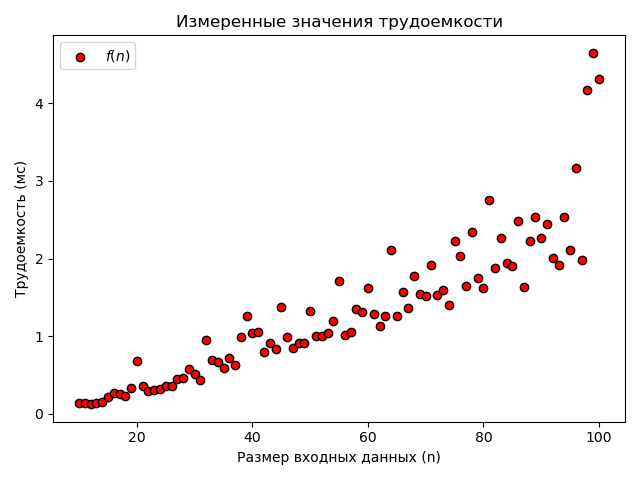 Измеренные значения трудоемкости
f(n)
Трудоемкость (мс)
4
3
2
1
0
20 40 60 80 100
Размер входных данных (n)